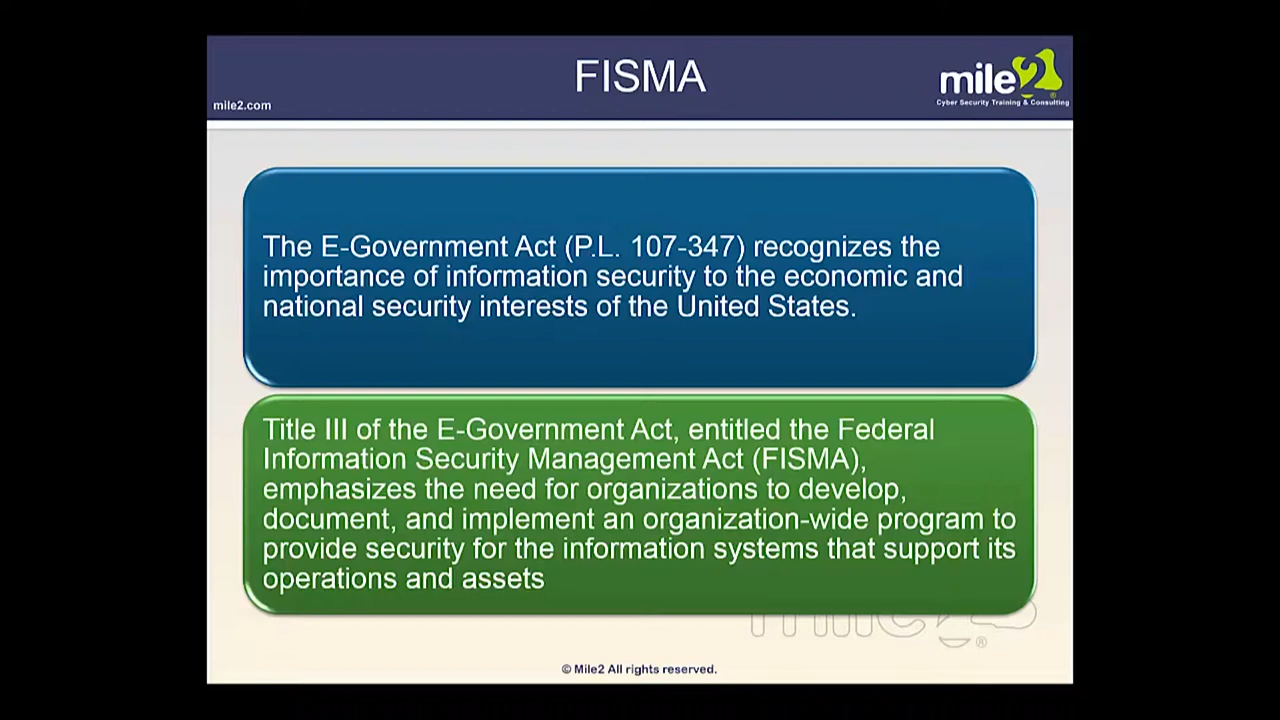 FISMA
mile2.com
mile2
®
Cyber Security Training & Consulting
The E-Government Act (P.L. 107-347) recognizes the
importance of information security to the economic and
national security interests of the United States.
Title III of the E-Government Act, entitled the Federal
Information Security Management Act (FISMA),
emphasizes the need for organizations to develop,
document, and implement an organization-wide program to
provide security for the information systems that support its
operations and assets
mile2
®
© Mile2 All rights reserved.